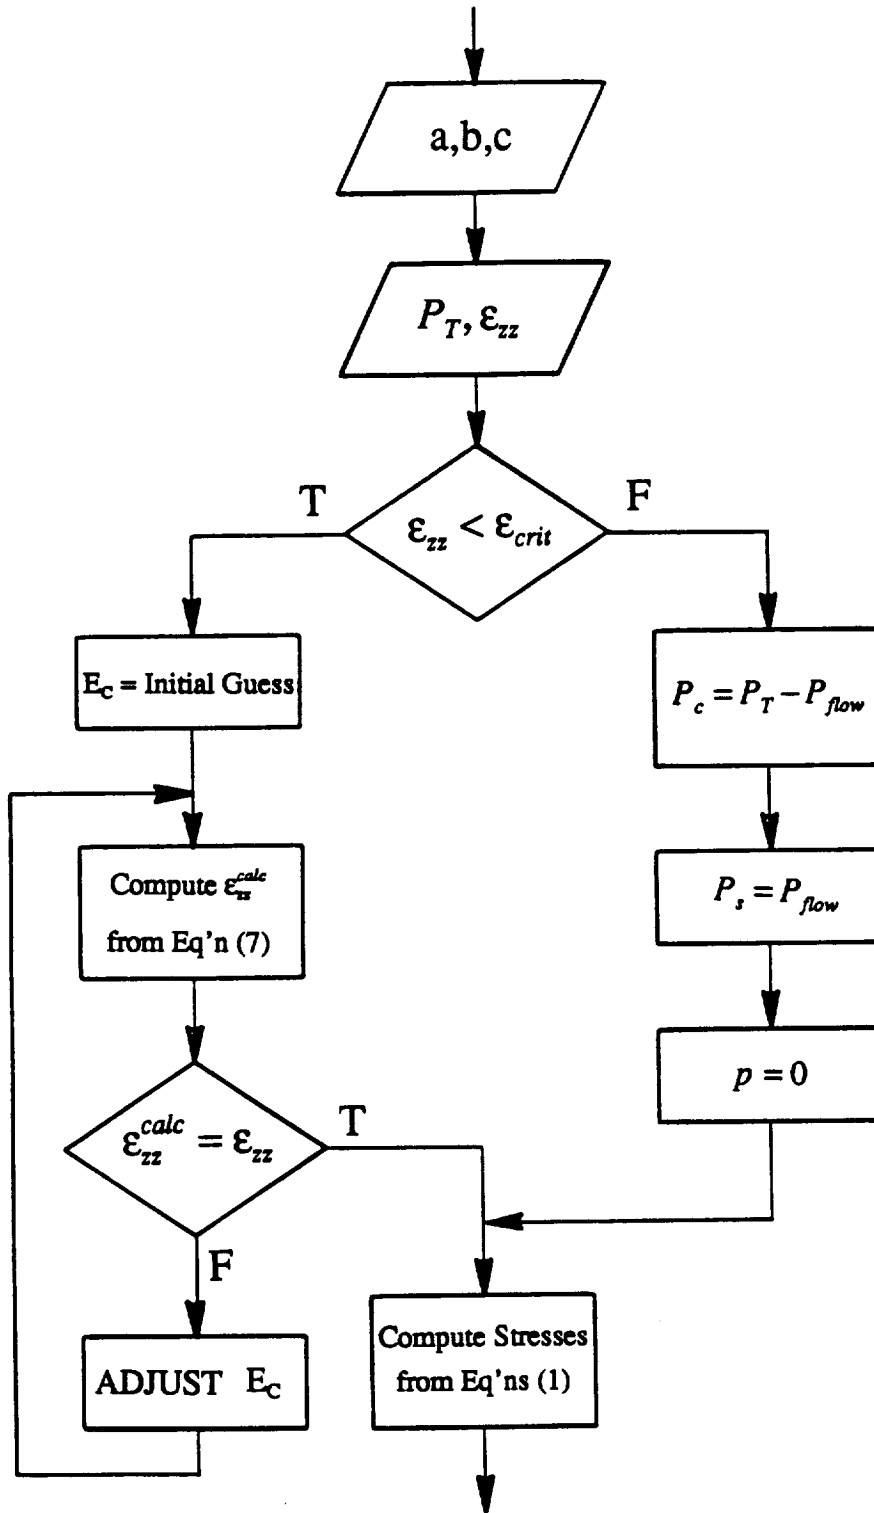 a,b,c
P_T, ε_zz
T
F
ε_zz < ε_crit
E_C = Initial Guess
P_c = P_T − P_flow
Compute ε_zz^calc
from Eq'n (7)
P_s = P_flow
p = 0
ε_zz^calc = ε_zz
T
F
Compute Stresses
from Eq'ns (1)
ADJUST E_C